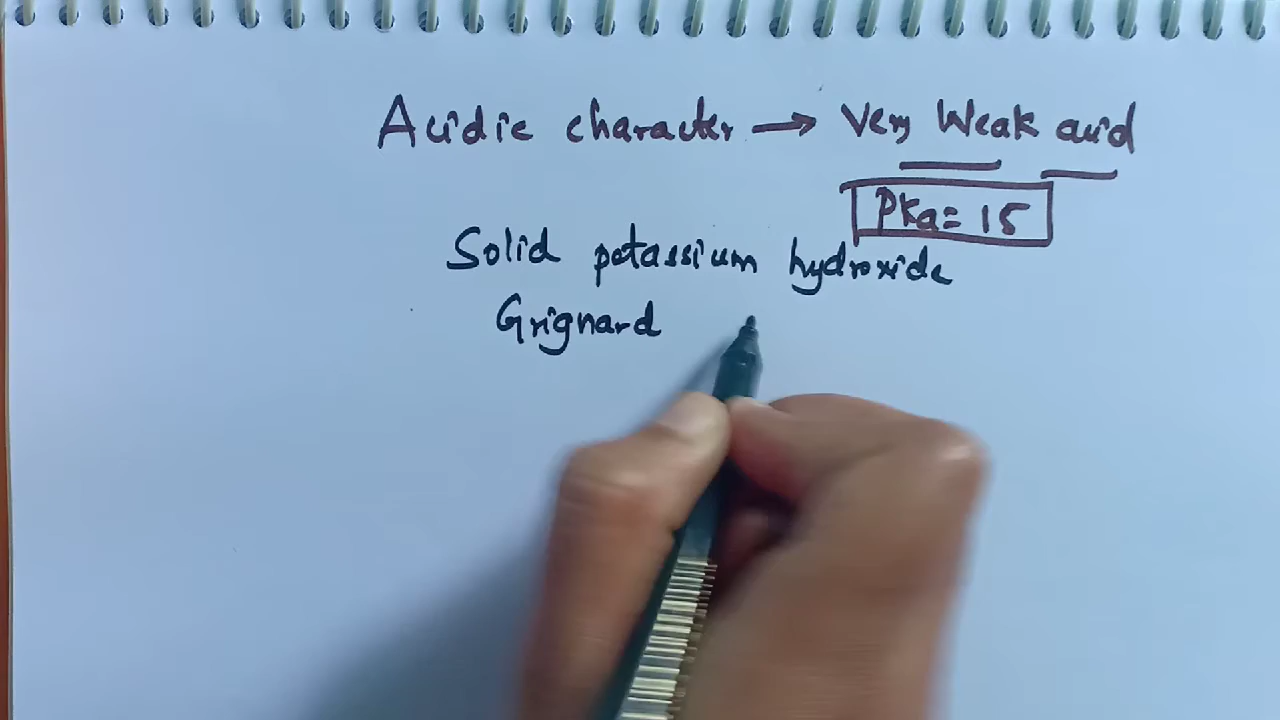 Acidic character → Very Weak acid
PKa = 15
Solid potassium hydroxide
Grignard